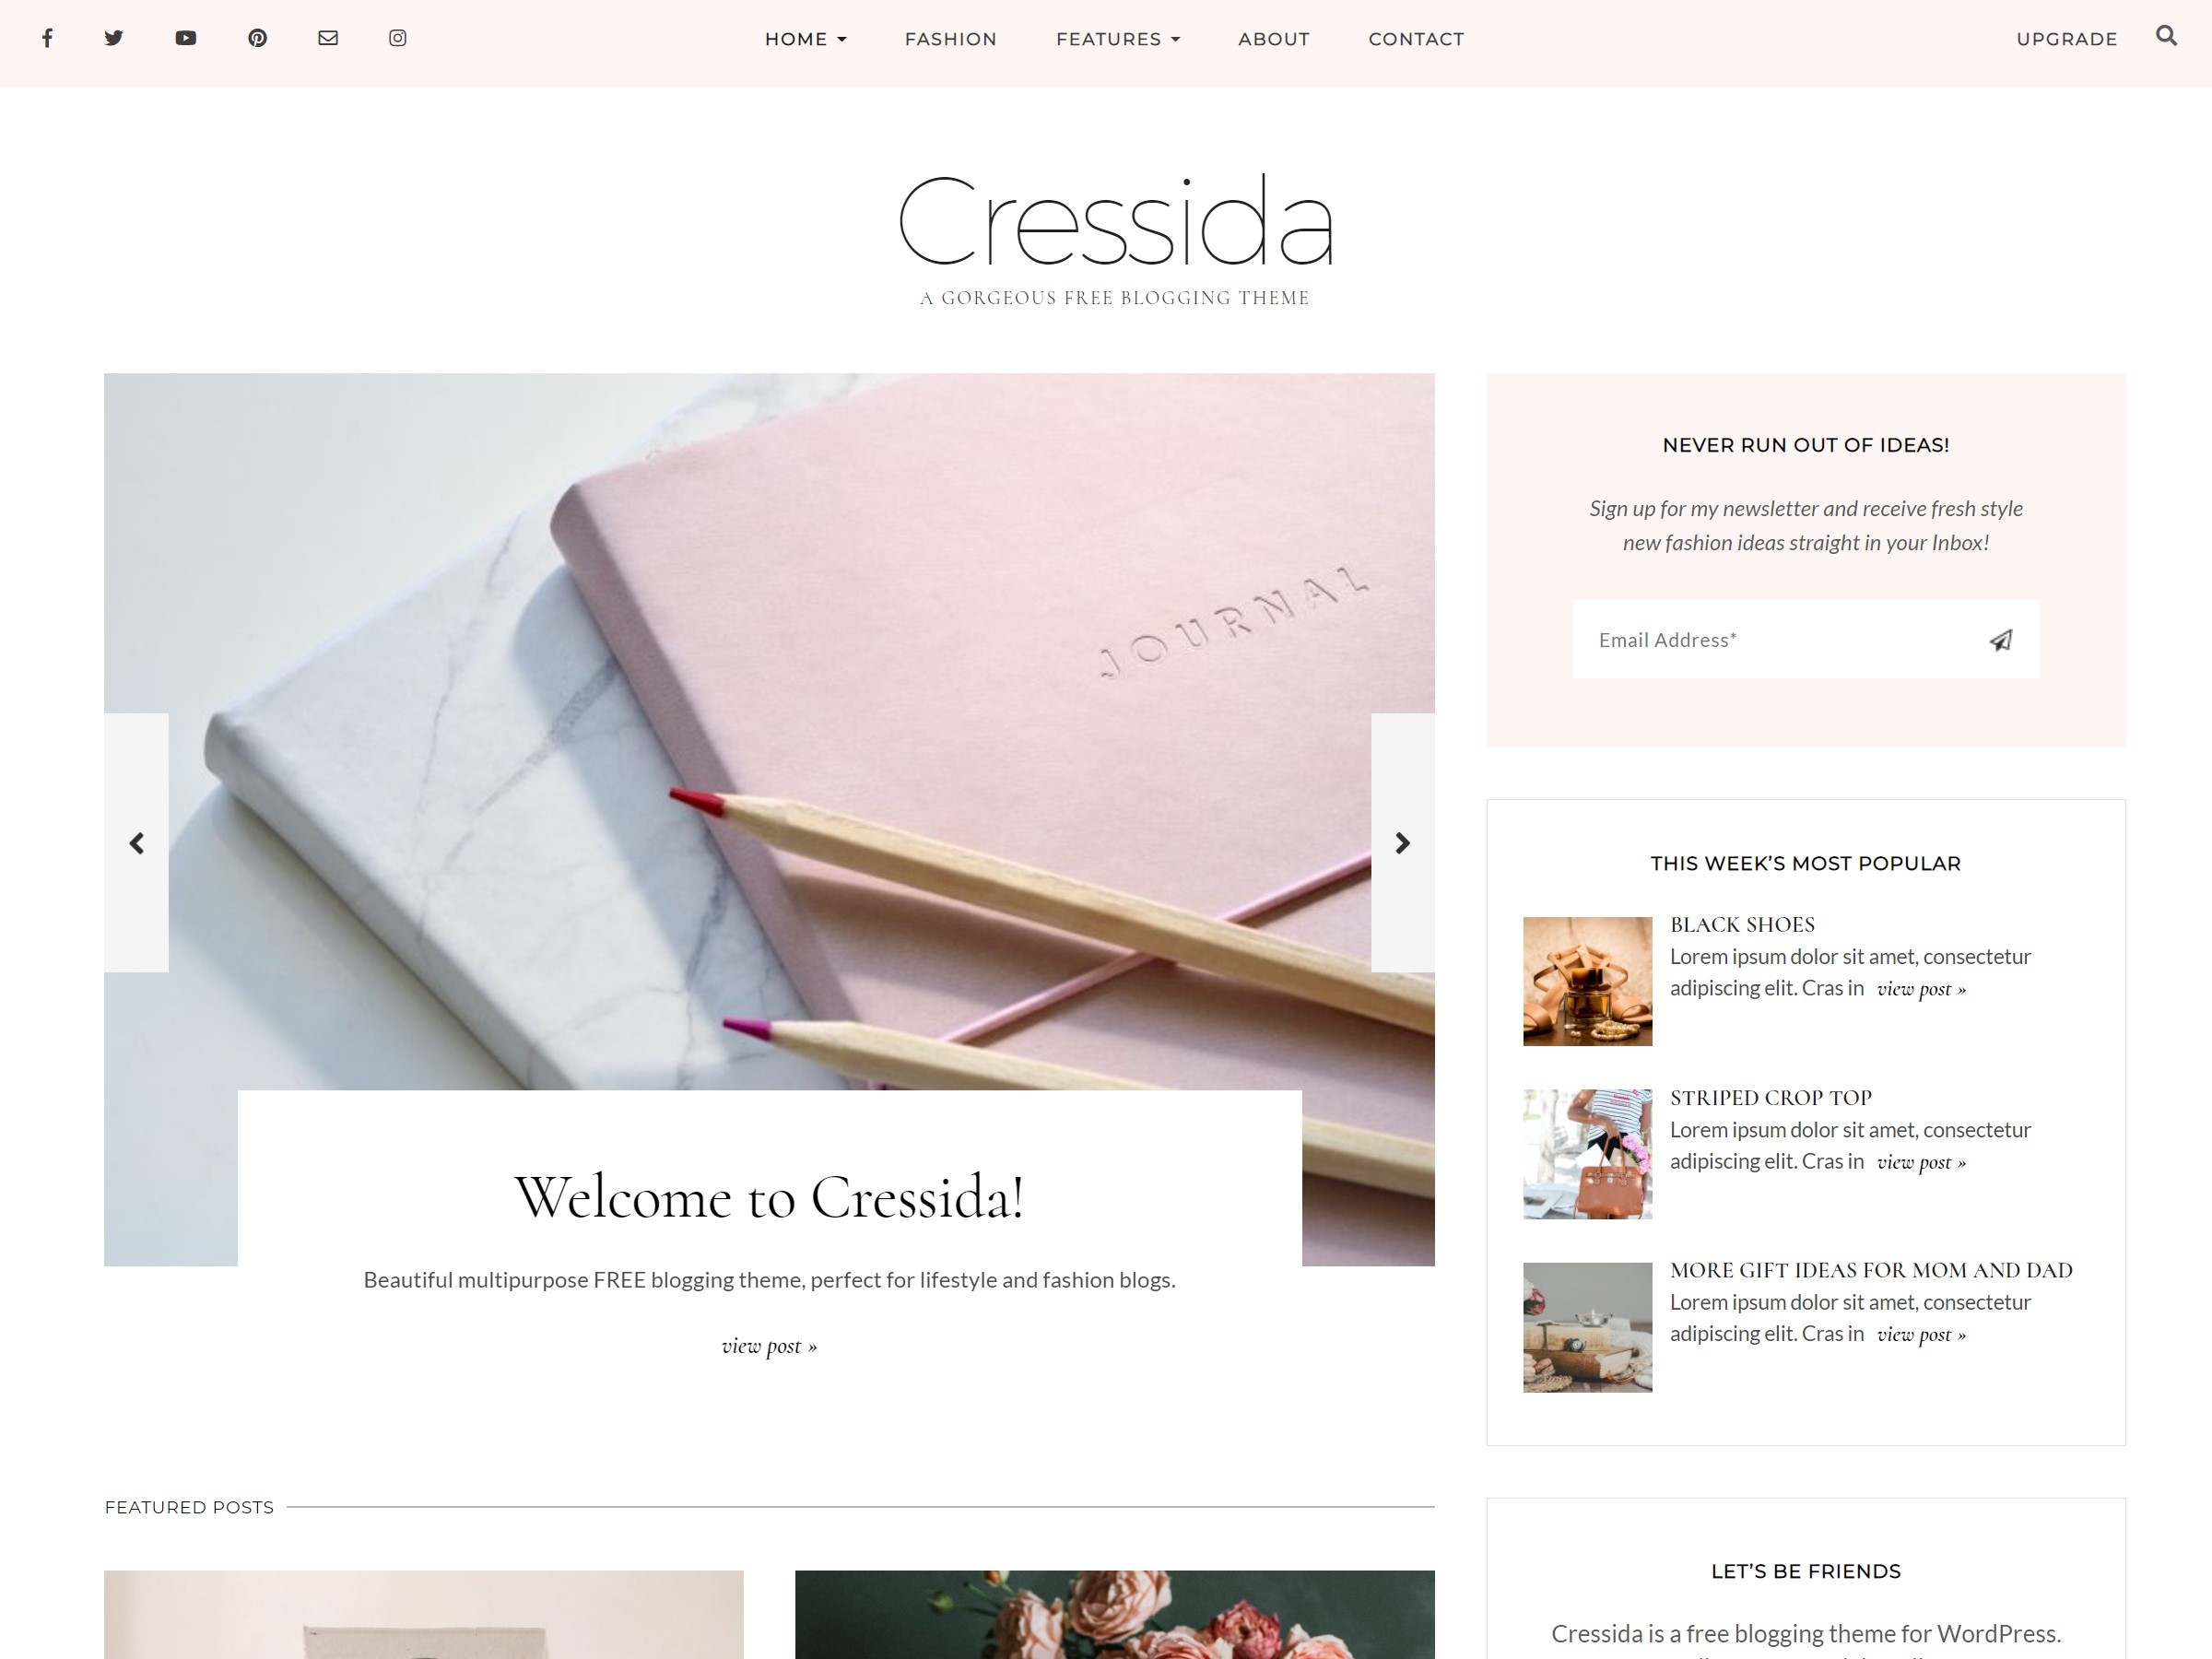 HOME
FASHION
FEATURES
ABOUT
CONTACT
UPGRADE
Cressida
A GORGEOUS FREE BLOGGING THEME
JOURNAL
Welcome to Cressida!
Beautiful multipurpose FREE blogging theme, perfect for lifestyle and fashion blogs.
view post »
FEATURED POSTS
NEVER RUN OUT OF IDEAS!
Sign up for my newsletter and receive fresh style
new fashion ideas straight in your Inbox!
Email Address*
THIS WEEK’S MOST POPULAR
BLACK SHOES
Lorem ipsum dolor sit amet, consectetur
adipiscing elit. Cras in view post »
STRIPED CROP TOP
Lorem ipsum dolor sit amet, consectetur
adipiscing elit. Cras in view post »
MORE GIFT IDEAS FOR MOM AND DAD
Lorem ipsum dolor sit amet, consectetur
adipiscing elit. Cras in view post »
LET’S BE FRIENDS
Cressida is a free blogging theme for WordPress.